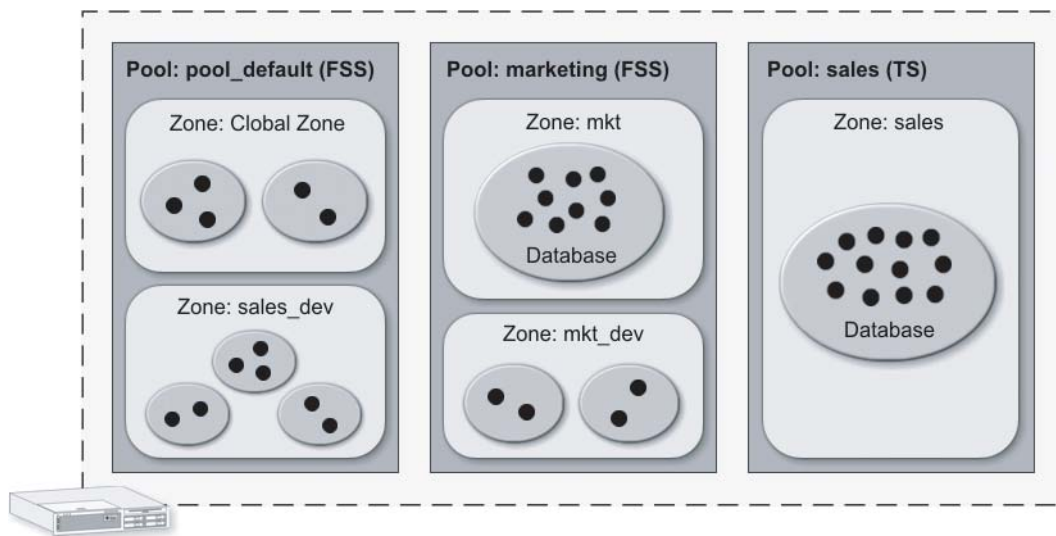 Pool: pool_default (FSS)
Zone: Clobal Zone
Zone: sales_dev
Pool: marketing (FSS)
Zone: mkt
Database
Zone: mkt_dev
Pool: sales (TS)
Zone: sales
Database